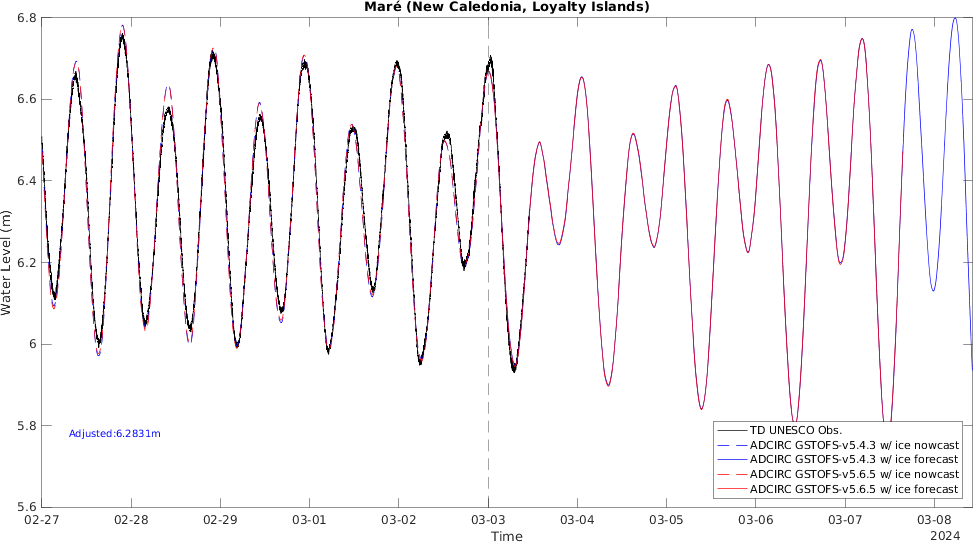 Maré (New Caledonia, Loyalty Islands)
6.8
6.6
6.4
6.2
6
5.8
5.6
Water Level (m)
Adjusted:6.2831m
TD UNESCO Obs.
ADCIRC GSTOFS-v5.4.3 w/ ice nowcast
ADCIRC GSTOFS-v5.4.3 w/ ice forecast
ADCIRC GSTOFS-v5.6.5 w/ ice nowcast
ADCIRC GSTOFS-v5.6.5 w/ ice forecast
02-27 02-28 02-29 03-01 03-02 03-03 03-04 03-05 03-06 03-07 03-08
Time
2024